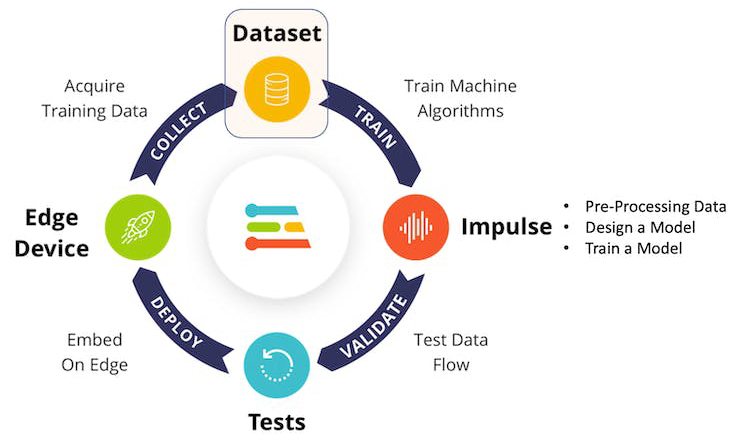 Dataset
Acquire
Training Data
COLLECT
TRAIN
Train Machine
Algorithms
Edge
Device
Impulse
• Pre-Processing Data
• Design a Model
• Train a Model
Embed
On Edge
DEPLOY
VALIDATE
Test Data
Flow
Tests